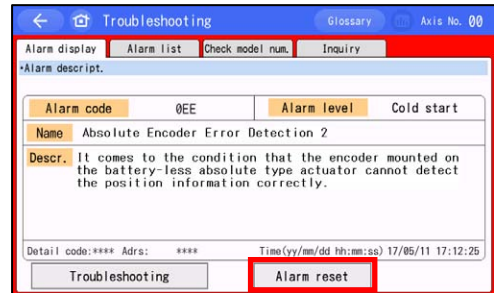 Troubleshooting Glossary Axis No. 00
Alarm display Alarm list Check model num. Inquiry
•Alarm descript.
Alarm code 0EE Alarm level Cold start
Name Absolute Encoder Error Detection 2
Descr. It comes to the condition that the encoder mounted on
the battery-less absolute type actuator cannot detect
the position information correctly.
Detail code:**** Adrs: **** Time(yy/mm/dd hh:mm:ss) 17/05/11 17:12:25
Troubleshooting Alarm reset